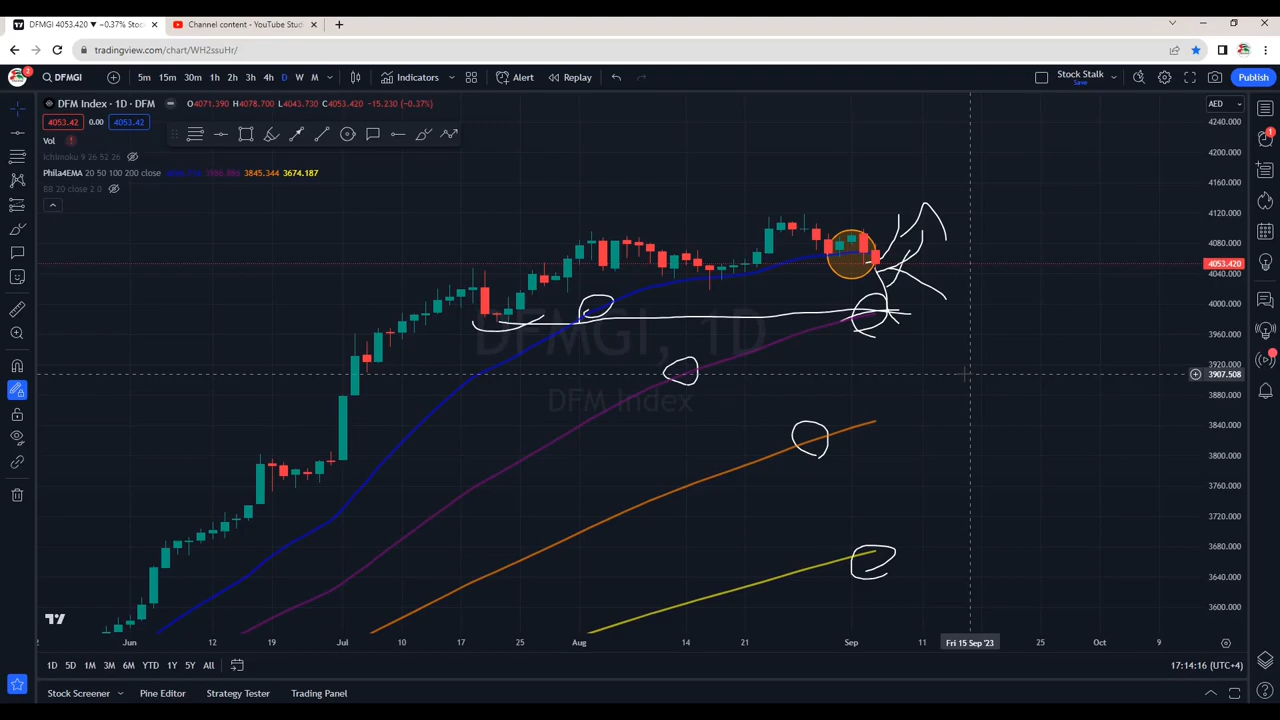 DFMGI 4053.420 ▼ −0.37% Stoc
Channel content - YouTube Stud
tradingview.com/chart/WH2ssuHr/
2
DFMGI
5m 15m 30m 1h 2h 3h 4h D W M
Indicators
Alert
Replay
Stock Stalk
Publish
DFM Index · 1D · DFM
O4071.390 H4078.700 L4043.730 C4053.420 −15.230 (−0.37%)
AED
4053.42 0.00 4053.42
Vol
Ichimoku 9 26 52 26
Phila4EMA 20 50 100 200 close
3845.344 3674.187
BB 20 close 2 0
4240.000
4200.000
4160.000
4120.000
4080.000
4053.420
4040.000
4000.000
3960.000
3920.000
3907.508
3880.000
3840.000
3800.000
3760.000
3720.000
3680.000
3640.000
3600.000
DFMGI, 1D
DFM Index
1
2 Jun 12 19 Jul 10 17 25 Aug 14 21 Sep 11 Fri 15 Sep '23 25 Oct 9
1D 5D 1M 3M 6M YTD 1Y 5Y All
17:14:16 (UTC+4)
Stock Screener
Pine Editor
Strategy Tester
Trading Panel